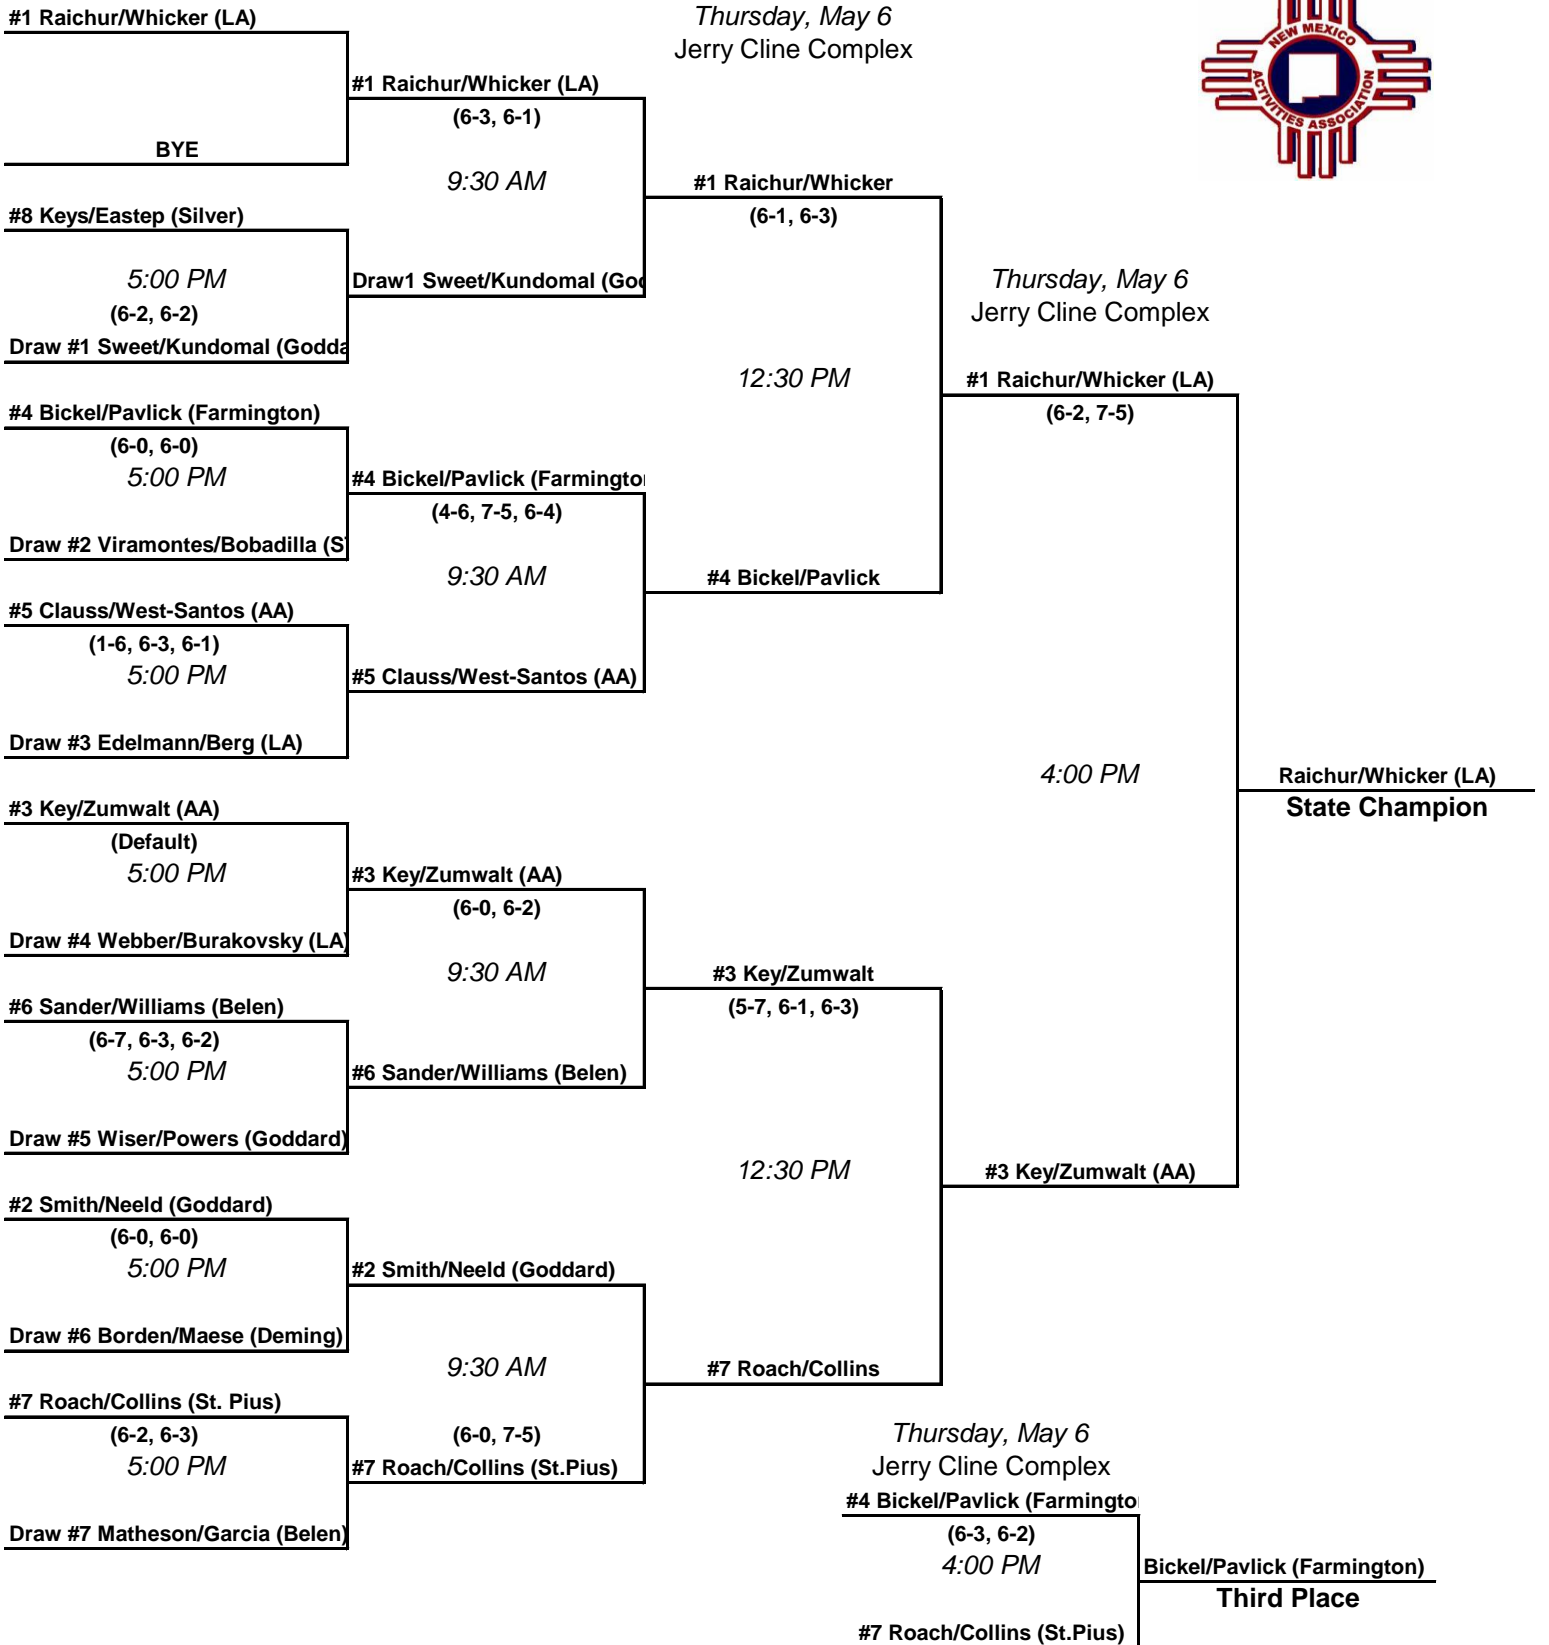 #1 Raichur/Whicker (LA)
BYE
#8 Keys/Eastep (Silver)
5:00 PM
(6-2, 6-2)
Draw #1 Sweet/Kundomal (Godda
#4 Bickel/Pavlick (Farmington)
(6-0, 6-0)
5:00 PM
Draw #2 Viramontes/Bobadilla (S
#5 Clauss/West-Santos (AA)
(1-6, 6-3, 6-1)
5:00 PM
Draw #3 Edelmann/Berg (LA)
#3 Key/Zumwalt (AA)
(Default)
5:00 PM
Draw #4 Webber/Burakovsky (LA)
#6 Sander/Williams (Belen)
(6-7, 6-3, 6-2)
5:00 PM
Draw #5 Wiser/Powers (Goddard)
#2 Smith/Neeld (Goddard)
(6-0, 6-0)
5:00 PM
Draw #6 Borden/Maese (Deming)
#7 Roach/Collins (St. Pius)
(6-2, 6-3)
5:00 PM
Draw #7 Matheson/Garcia (Belen)
#1 Raichur/Whicker (LA)
(6-3, 6-1)
9:30 AM
Draw1 Sweet/Kundomal (God
#4 Bickel/Pavlick (Farmington
(4-6, 7-5, 6-4)
9:30 AM
#5 Clauss/West-Santos (AA)
#3 Key/Zumwalt (AA)
(6-0, 6-2)
9:30 AM
#6 Sander/Williams (Belen)
#2 Smith/Neeld (Goddard)
9:30 AM
(6-0, 7-5)
#7 Roach/Collins (St.Pius)
Thursday, May 6
Jerry Cline Complex
#1 Raichur/Whicker
(6-1, 6-3)
12:30 PM
#4 Bickel/Pavlick
#3 Key/Zumwalt
(5-7, 6-1, 6-3)
12:30 PM
#7 Roach/Collins
NEW MEXICO
ACTIVITIES ASSOCIATION
Thursday, May 6
Jerry Cline Complex
#1 Raichur/Whicker (LA)
(6-2, 7-5)
4:00 PM
#3 Key/Zumwalt (AA)
Raichur/Whicker (LA)
State Champion
Thursday, May 6
Jerry Cline Complex
#4 Bickel/Pavlick (Farmingto
(6-3, 6-2)
4:00 PM
#7 Roach/Collins (St.Pius)
Bickel/Pavlick (Farmington)
Third Place